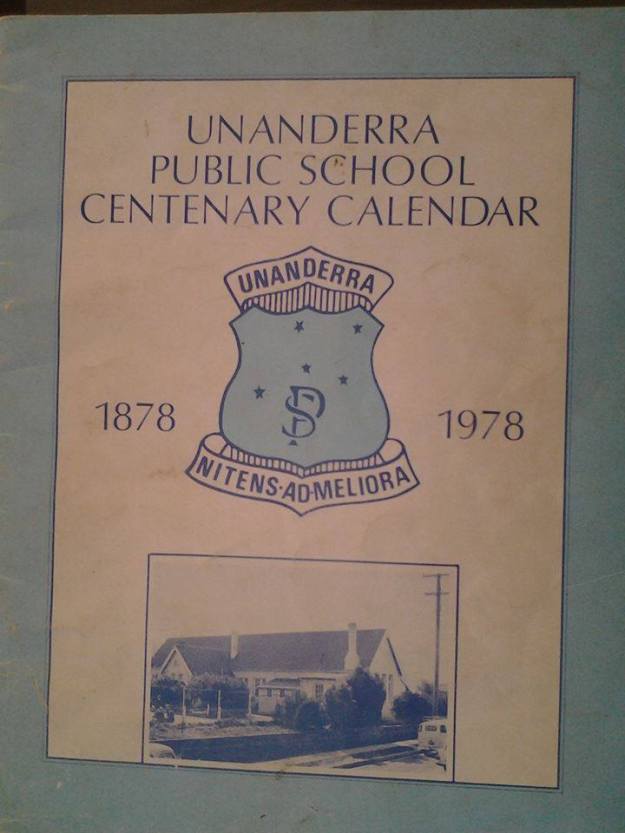 UNANDERRA
PUBLIC SCHOOL
CENTENARY CALENDAR
UNANDERRA
1878
1978
PS
NITENS·AD·MELIORA